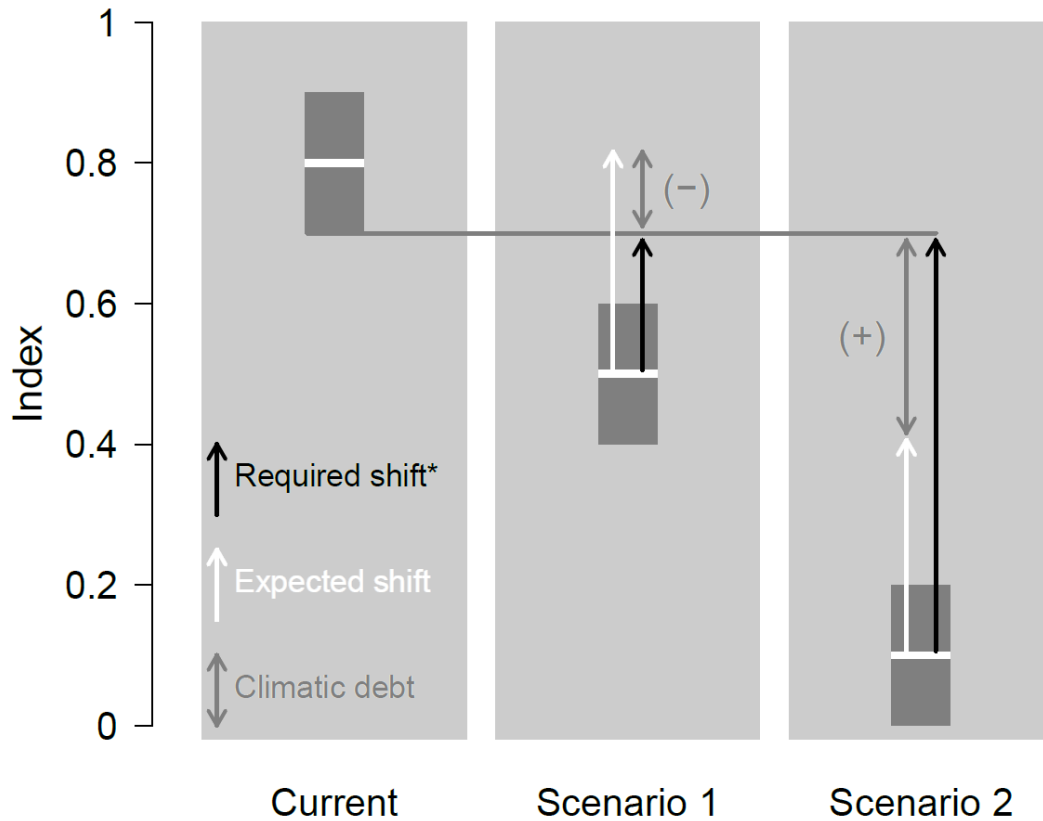 1
0.8
0.6
0.4
0.2
0
Index
(−)
(+)
Required shift*
Expected shift
Climatic debt
Current
Scenario 1
Scenario 2